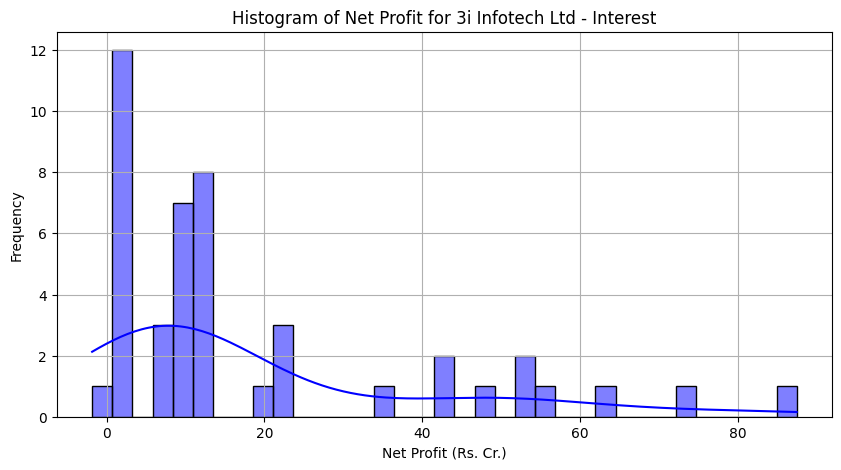 Histogram of Net Profit for 3i Infotech Ltd - Interest
12
10
8
6
4
2
0
Frequency
0 20 40 60 80
Net Profit (Rs. Cr.)